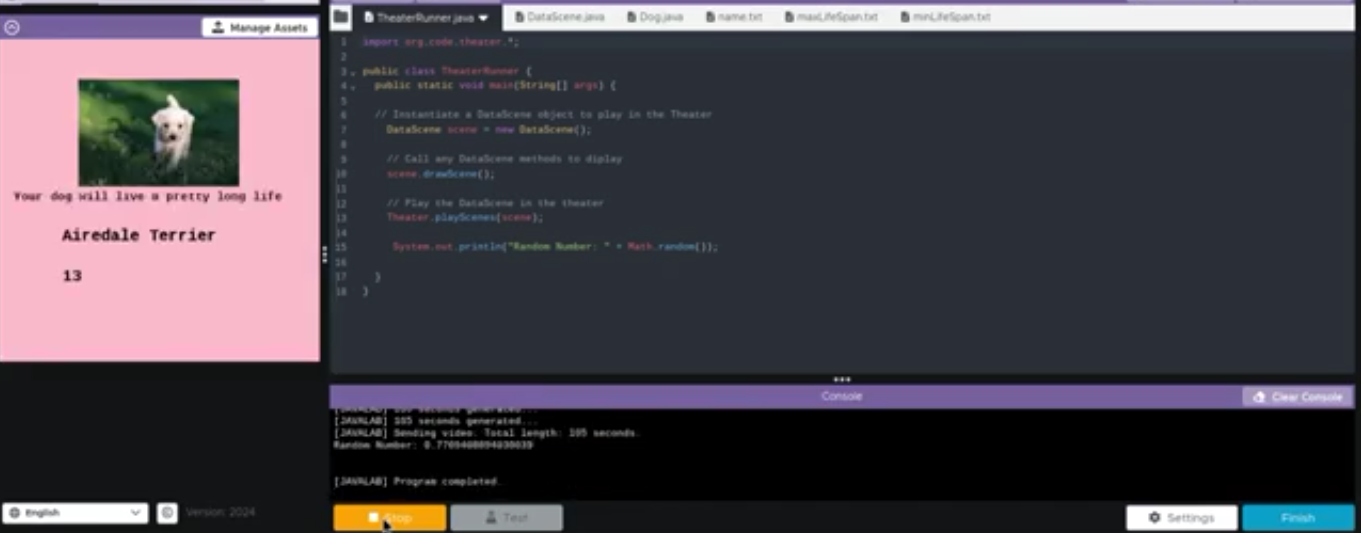 Manage Assets
Your dog will live a pretty long life
Airedale Terrier
13
English
Version: 2024
TheaterRunner.java
DataScene.java
Dog.java
name.txt
maxLifeSpan.txt
minLifeSpan.txt
1 import org.code.theater.*;
2
3 public class TheaterRunner {
4 public static void main(String[] args) {
5
6 // Instantiate a DataScene object to play in the Theater
7 DataScene scene = new DataScene();
8
9 // Call any DataScene methods to diplay
10 scene.drawScene();
11
12 // Play the DataScene in the theater
13 Theater.playScenes(scene);
14
15 System.out.println("Random Number: " + Math.random());
16
17 }
18 }
Console
Clear Console
seconds generated...
[JAVALAB] 105 seconds generated...
[JAVALAB] Sending video. Total length: 105 seconds.
Random Number:
[JAVALAB] Program completed.
Stop
Test
Settings
Finish